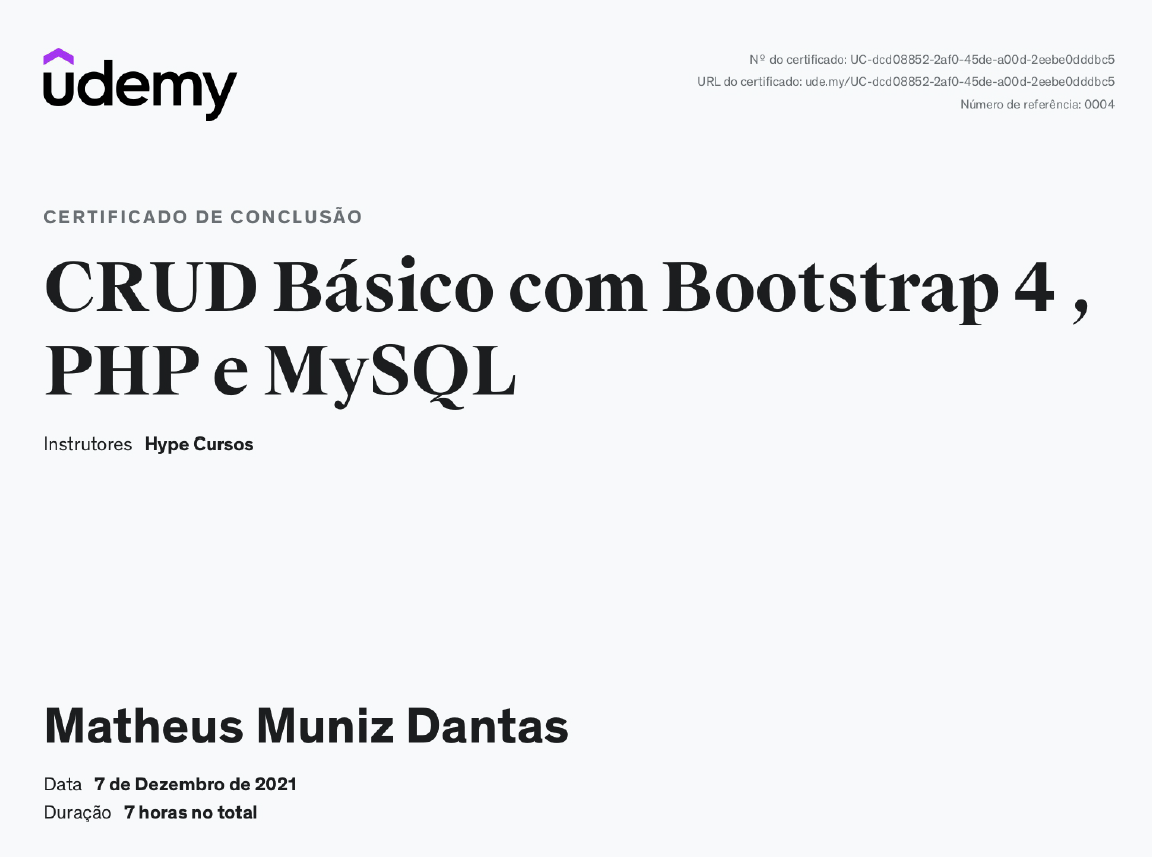 udemy
Nº do certificado: UC-dcd08852-2af0-45de-a00d-2eebe0dddbc5
URL do certificado: ude.my/UC-dcd08852-2af0-45de-a00d-2eebe0dddbc5
Número de referência: 0004
CERTIFICADO DE CONCLUSÃO
CRUD Básico com Bootstrap 4 ,
PHP e MySQL
Instrutores Hype Cursos
Matheus Muniz Dantas
Data 7 de Dezembro de 2021
Duração 7 horas no total